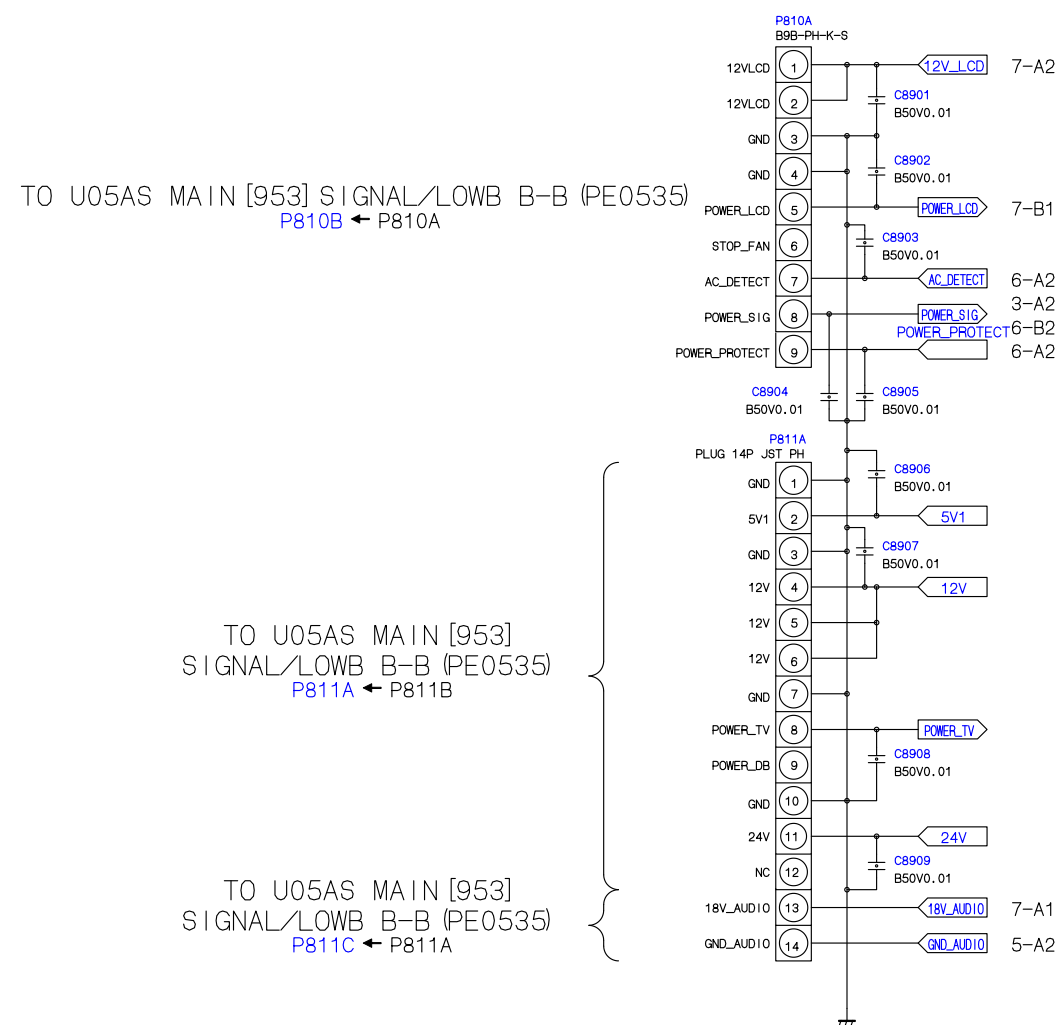 P810A
B9B-PH-K-S
12VLCD 1 12V_LCD 7-A2
C8901
B50V0.01
12VLCD 2
GND 3
C8902
B50V0.01
GND 4
TO U05AS MAIN [953] SIGNAL/LOWB B-B (PE0535)
P810B ← P810A
POWER_LCD 5 POWER_LCD 7-B1
C8903
B50V0.01
STOP_FAN 6
AC_DETECT 7 AC_DETECT 6-A2
3-A2
POWER_SIG 8 POWER_SIG
POWER_PROTECT 6-B2
POWER_PROTECT 9 6-A2
C8904
B50V0.01
C8905
B50V0.01
P811A
PLUG 14P JST PH
GND 1
C8906
B50V0.01
5V1 2 5V1
GND 3
C8907
B50V0.01
12V 4 12V
12V 5
12V 6
TO U05AS MAIN [953]
SIGNAL/LOWB B-B (PE0535)
P811A ← P811B
GND 7
POWER_TV 8 POWER_TV
C8908
B50V0.01
POWER_DB 9
GND 10
24V 11 24V
C8909
B50V0.01
NC 12
TO U05AS MAIN [953]
SIGNAL/LOWB B-B (PE0535)
P811C ← P811A
18V_AUDIO 13 18V_AUDIO 7-A1
GND_AUDIO 14 GND_AUDIO 5-A2